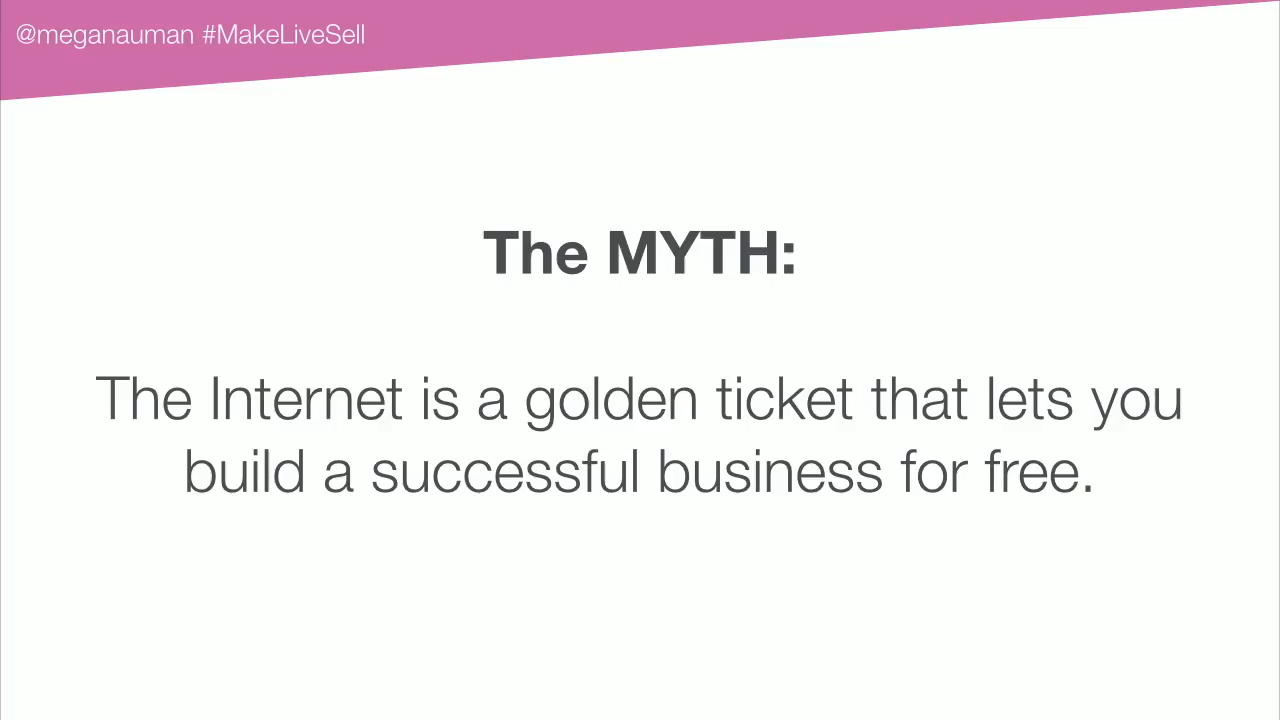 @meganauman #MakeLiveSell
The MYTH:
The Internet is a golden ticket that lets you
build a successful business for free.